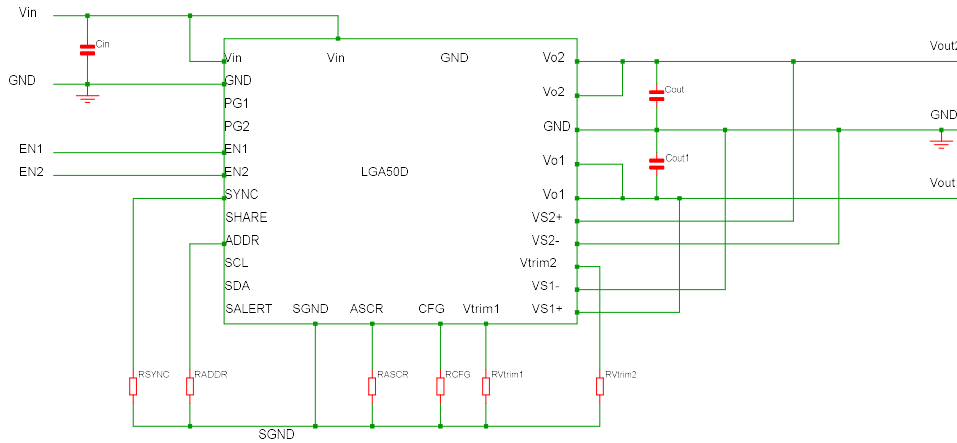 Vin
Cin
GND
EN1
EN2
Vin
Vin
GND
GND
PG1
PG2
EN1
EN2
SYNC
SHARE
ADDR
SCL
SDA
SALERT
SGND
ASCR
CFG
Vtrim1
LGA50D
Vo2
Vo2
GND
Vo1
Vo1
VS2+
VS2-
Vtrim2
VS1-
VS1+
Cout
Cout1
Vout2
GND
Vout
RSYNC
RADDR
RASCR
RCFG
RVtrim1
RVtrim2
SGND